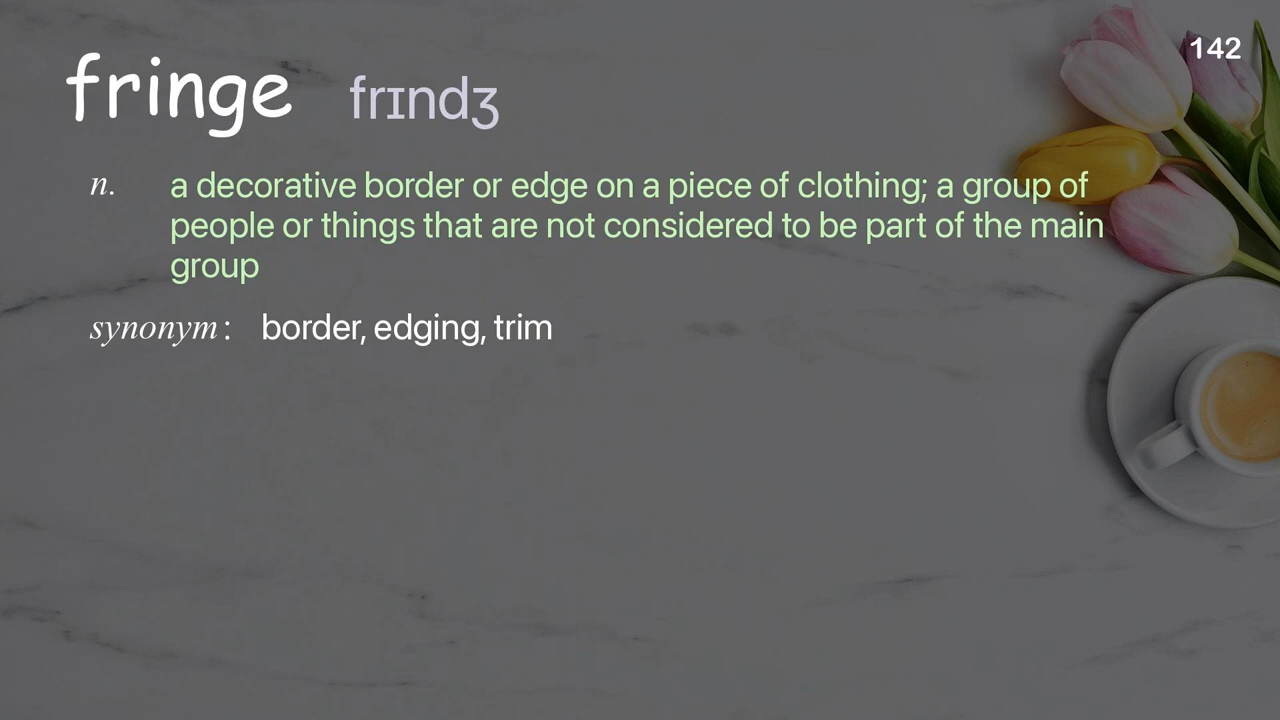 142
fringe frɪndʒ
n. a decorative border or edge on a piece of clothing; a group of
people or things that are not considered to be part of the main
group
synonym: border, edging, trim